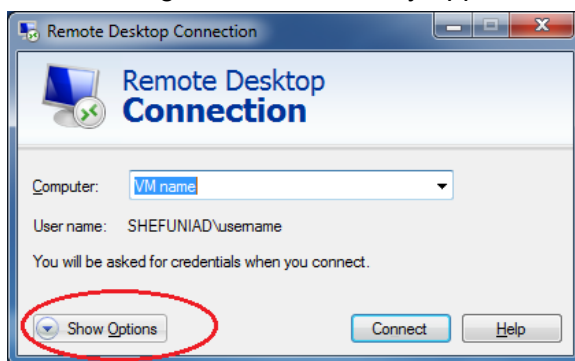 Remote Desktop Connection
Remote Desktop
Connection
Computer: VM name
User name: SHEFUNIAD\username
You will be asked for credentials when you connect.
Show Options Connect Help